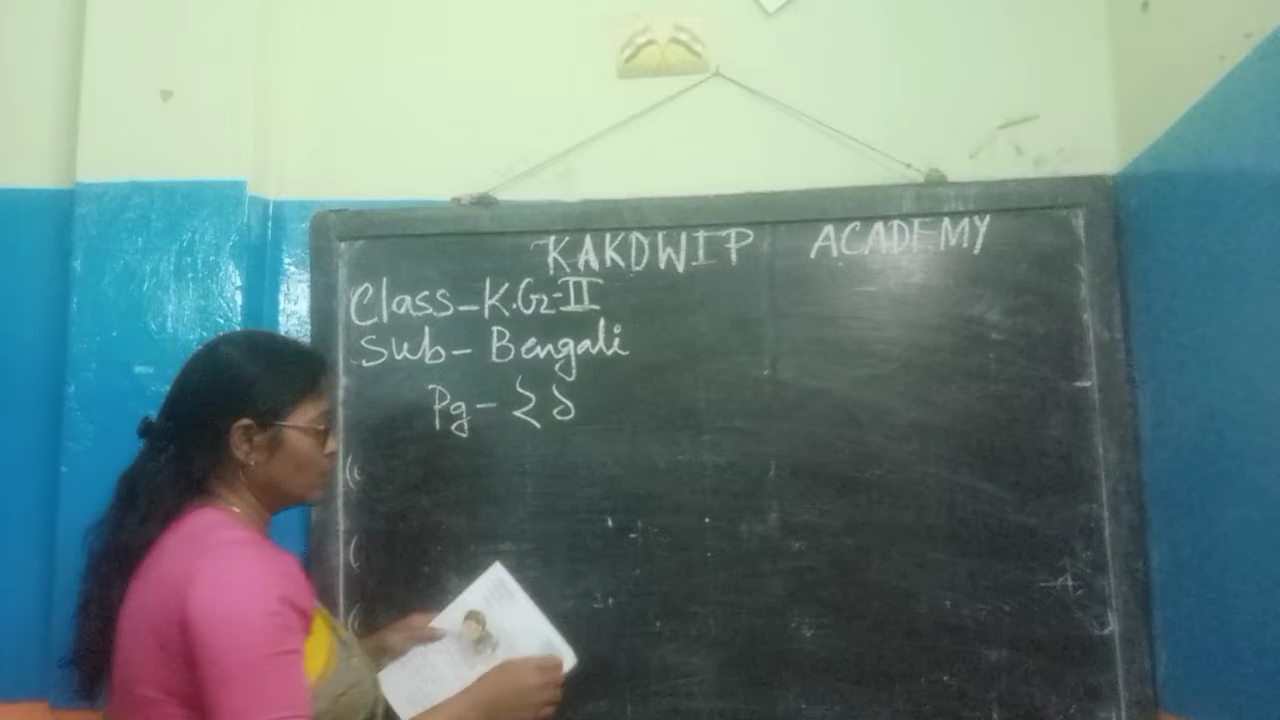 KAKDWIP ACADEMY
Class-K.G-II
Sub- Bengali
Pg- ২১